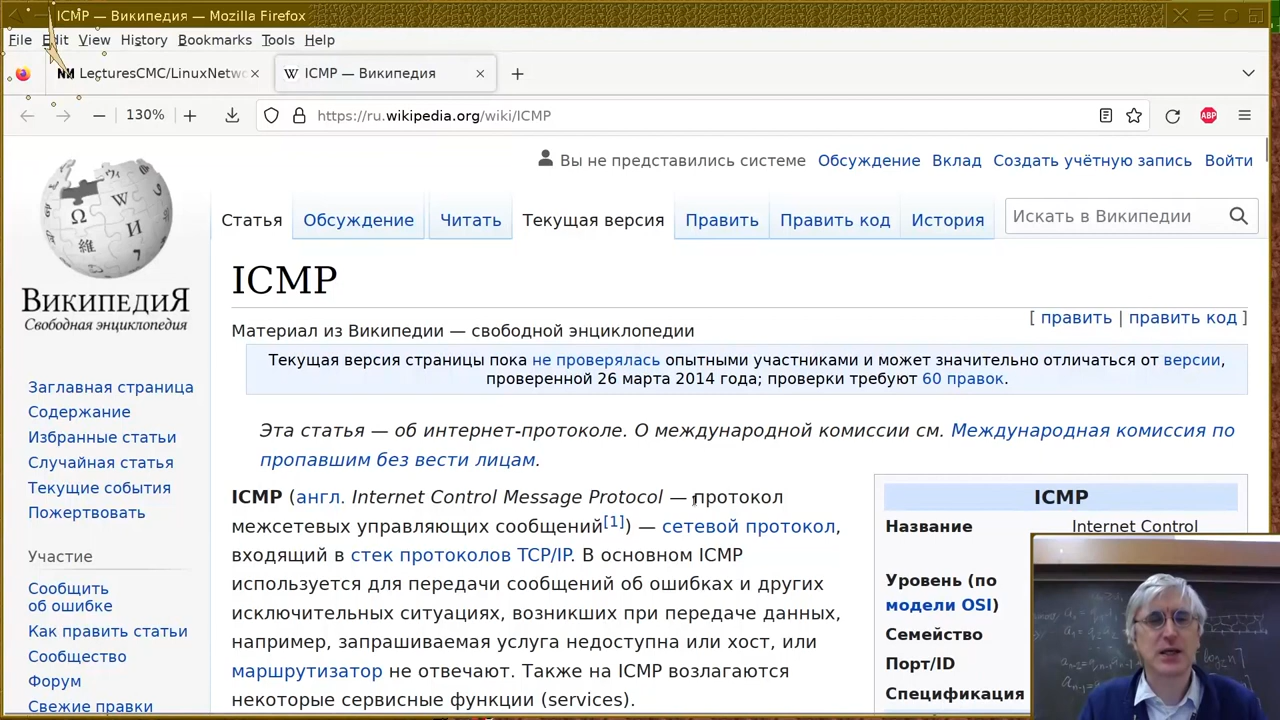 ICMP — Википедия — Mozilla Firefox
File Edit View History Bookmarks Tools Help
LecturesCMC/LinuxNetwo
ICMP — Википедия
130%
https://ru.wikipedia.org/wiki/ICMP
ABP
Вы не представились системе Обсуждение Вклад Создать учётную запись Войти
Статья Обсуждение Читать Текущая версия Править Править код История
Искать в Википедии
ВикипедиЯ
Свободная энциклопедия
Заглавная страница
Содержание
Избранные статьи
Случайная статья
Текущие события
Пожертвовать
Участие
Сообщить
об ошибке
Как править статьи
Сообщество
Форум
Свежие правки
ICMP
[ править | править код ]
Материал из Википедии — свободной энциклопедии
Текущая версия страницы пока не проверялась опытными участниками и может значительно отличаться от версии,
проверенной 26 марта 2014 года; проверки требуют 60 правок.
Эта статья — об интернет-протоколе. О международной комиссии см. Международная комиссия по
пропавшим без вести лицам.
ICMP (англ. Internet Control Message Protocol — протокол
межсетевых управляющих сообщений[1]) — сетевой протокол,
входящий в стек протоколов TCP/IP. В основном ICMP
используется для передачи сообщений об ошибках и других
исключительных ситуациях, возникших при передаче данных,
например, запрашиваемая услуга недоступна или хост, или
маршрутизатор не отвечают. Также на ICMP возлагаются
некоторые сервисные функции (services).
ICMP
Название Internet Control
Уровень (по
модели OSI)
Семейство
Порт/ID
Спецификация